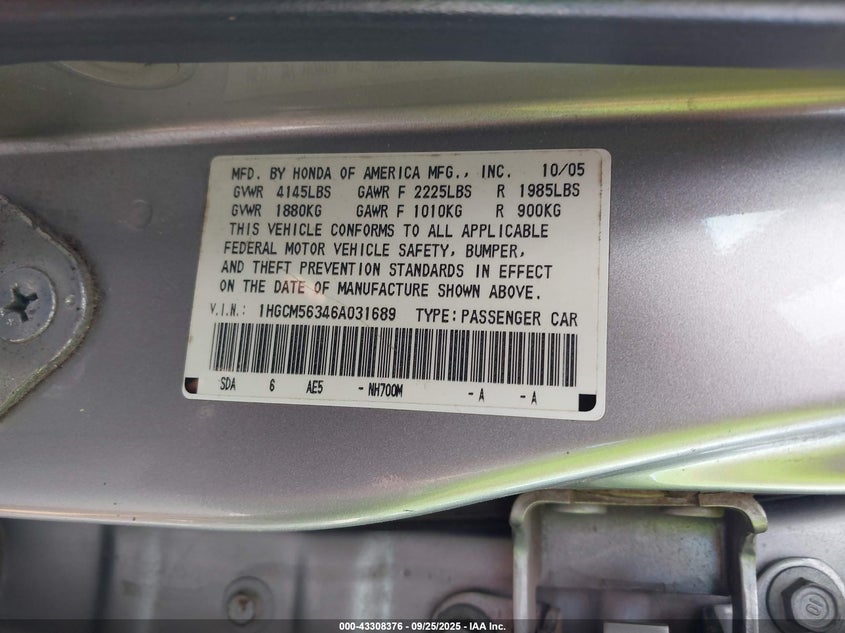 MFD. BY HONDA OF AMERICA MFG., INC. 10/05
GVWR 4145LBS GAWR F 2225LBS R 1985LBS
GVWR 1880KG GAWR F 1010KG R 900KG
THIS VEHICLE CONFORMS TO ALL APPLICABLE
FEDERAL MOTOR VEHICLE SAFETY, BUMPER,
AND THEFT PREVENTION STANDARDS IN EFFECT
ON THE DATE OF MANUFACTURE SHOWN ABOVE.
V.I.N.: 1HGCM56346A031689 TYPE: PASSENGER CAR
SDA 6 AE5 - NH700M - A - A
000-43308376 - 09/25/2025 - IAA Inc.